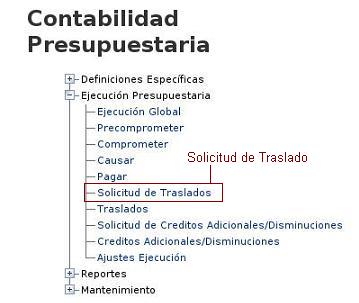 Contabilidad
Presupuestaria
Definiciones Específicas
Ejecución Presupuestaria
Ejecución Global
Precomprometer
Comprometer
Causar
Solicitud de Traslado
Pagar
Solicitud de Traslados
Traslados
Solicitud de Creditos Adicionales/Disminuciones
Creditos Adicionales/Disminuciones
Ajustes Ejecución
Reportes
Mantenimiento